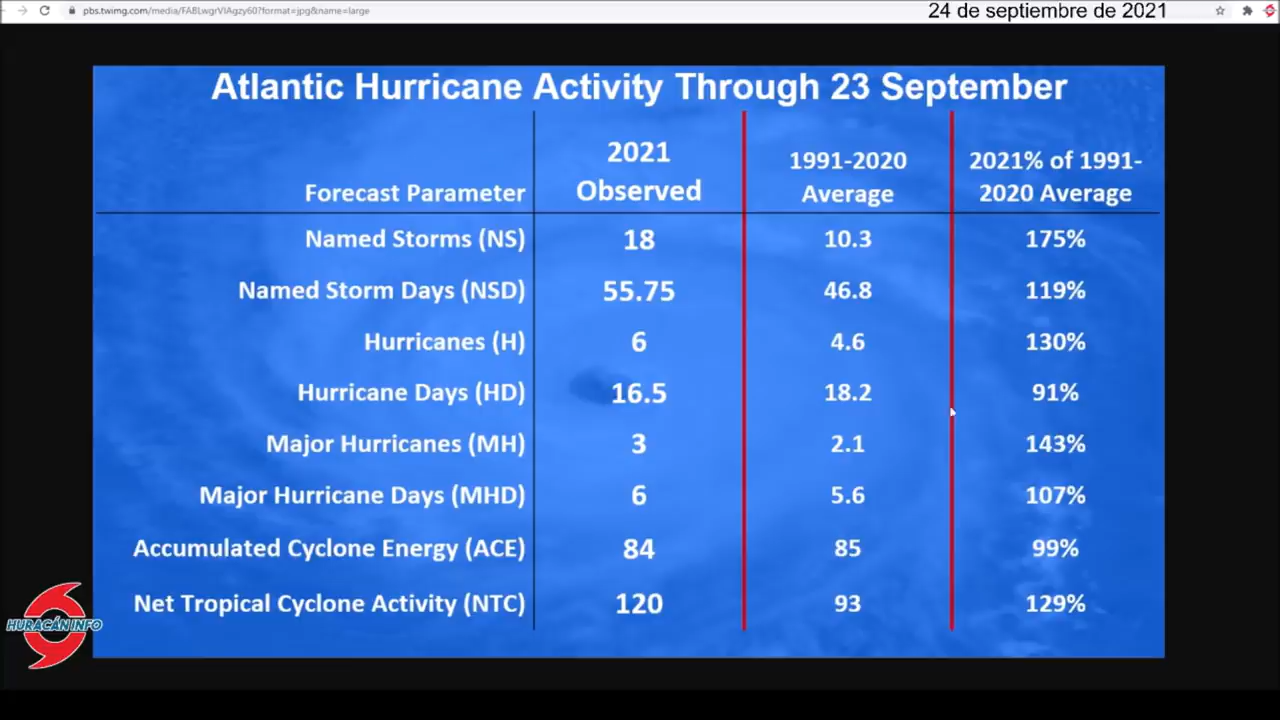 pbs.twimg.com/media/FABLwgrVIAgzy60?format=jpg&name=large
24 de septiembre de 2021
Atlantic Hurricane Activity Through 23 September
Forecast Parameter 2021 Observed 1991-2020 Average 2021% of 1991-2020 Average
Named Storms (NS) 18 10.3 175%
Named Storm Days (NSD) 55.75 46.8 119%
Hurricanes (H) 6 4.6 130%
Hurricane Days (HD) 16.5 18.2 91%
Major Hurricanes (MH) 3 2.1 143%
Major Hurricane Days (MHD) 6 5.6 107%
Accumulated Cyclone Energy (ACE) 84 85 99%
Net Tropical Cyclone Activity (NTC) 120 93 129%
HURACÁN INFO